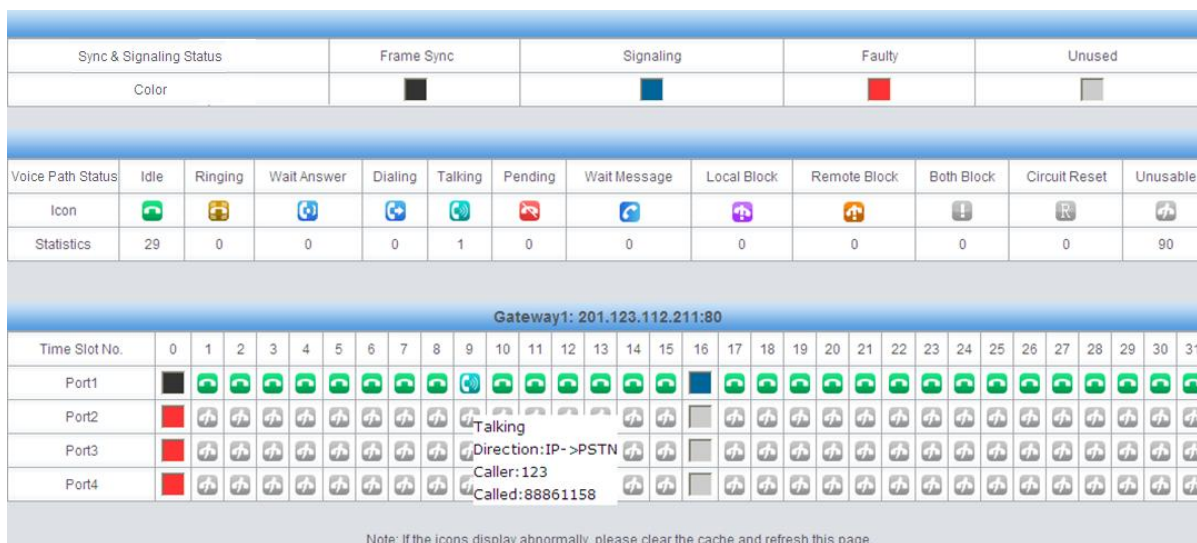 Sync & Signaling Status Frame Sync Signaling Faulty Unused
Color
Voice Path Status Idle Ringing Wait Answer Dialing Talking Pending Wait Message Local Block Remote Block Both Block Circuit Reset Unusable
Icon R
Statistics 29 0 0 0 1 0 0 0 0 0 0 90
Gateway1: 201.123.112.211:80
Time Slot No. 0 1 2 3 4 5 6 7 8 9 10 11 12 13 14 15 16 17 18 19 20 21 22 23 24 25 26 27 28 29 30 31
Port1
Port2
Port3
Port4
Talking
Direction:IP->PSTN
Caller:123
Called:88861158
Note: If the icons display abnormally, please clear the cache and refresh this page.